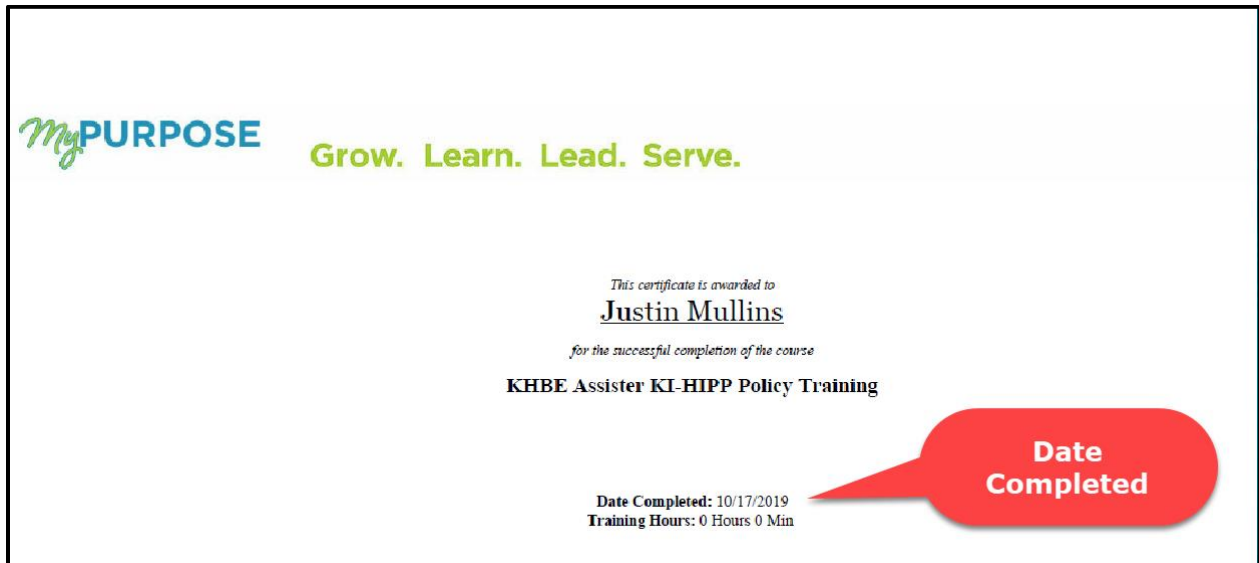 MyPURPOSE
Grow. Learn. Lead. Serve.
This certificate is awarded to
Justin Mullins
for the successful completion of the course
KHBE Assister KI-HIPP Policy Training
Date
Completed
Date Completed: 10/17/2019
Training Hours: 0 Hours 0 Min